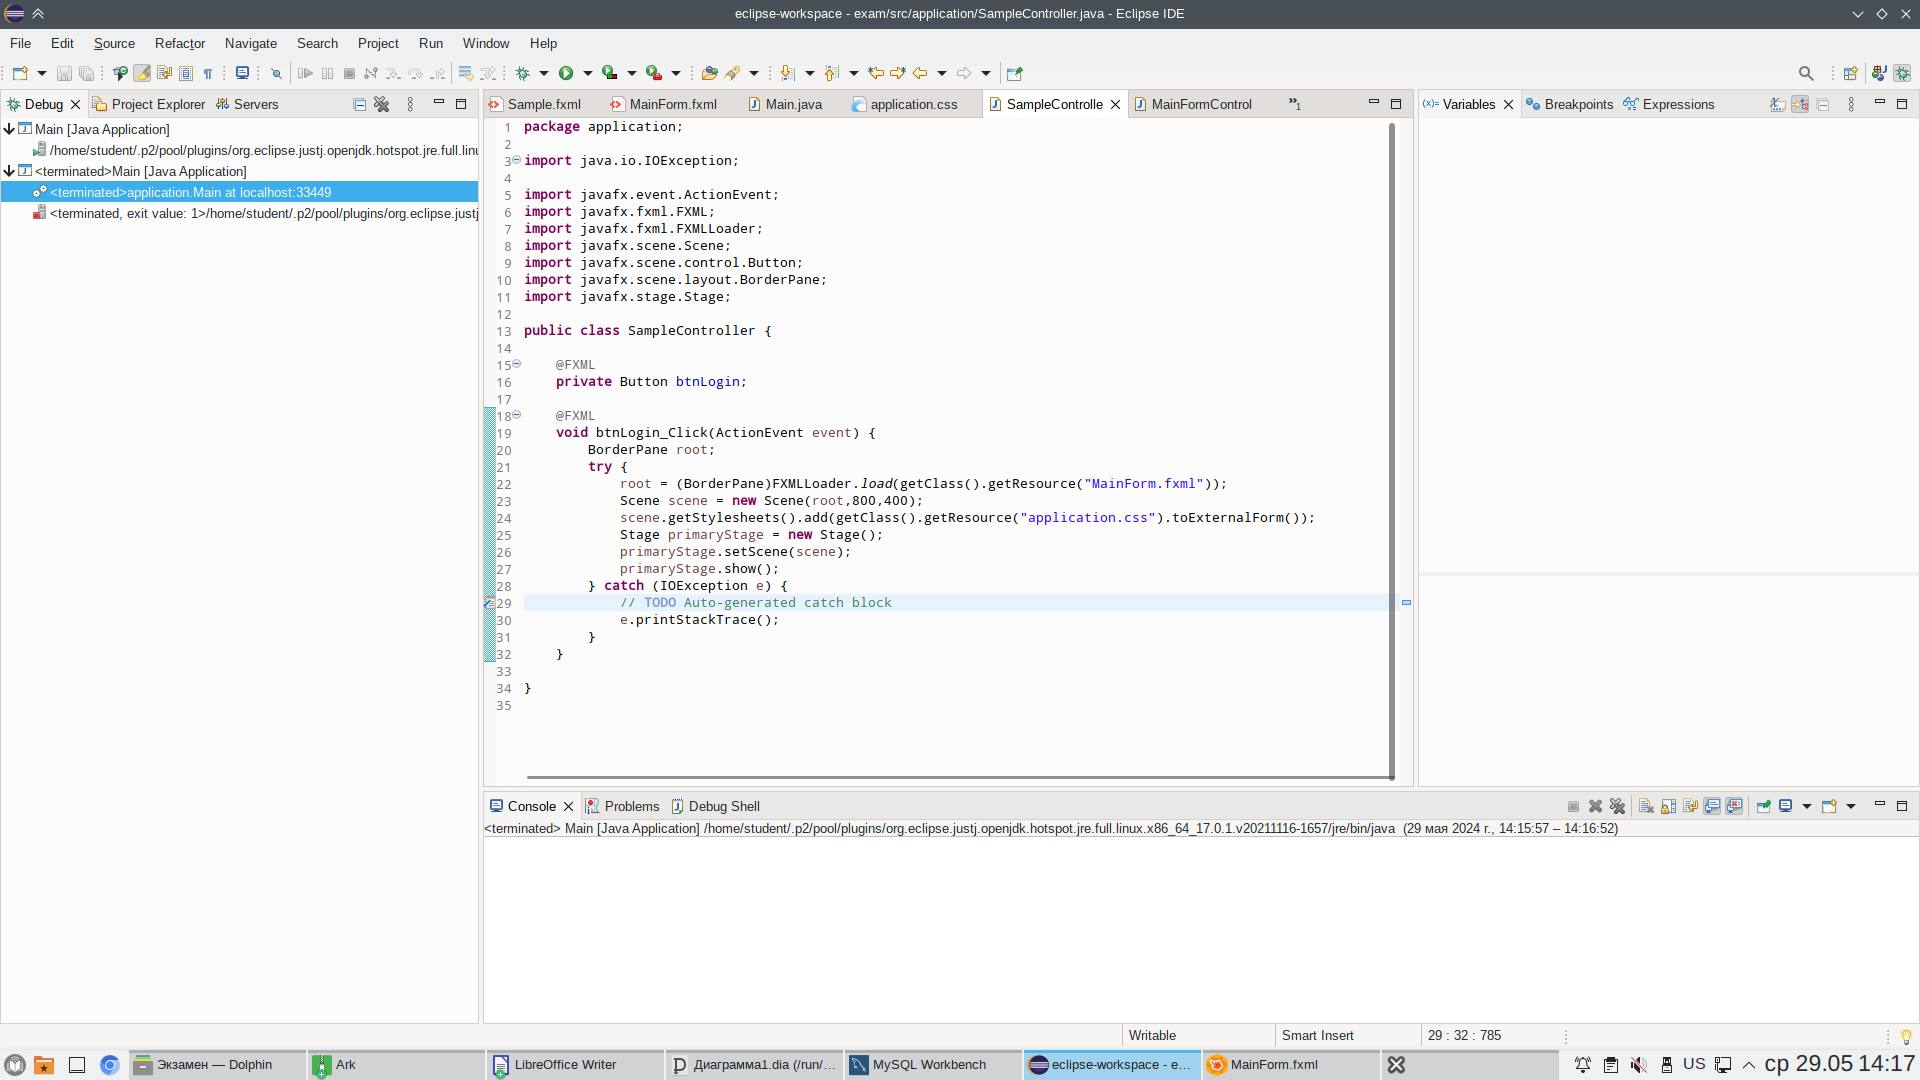 eclipse-workspace - exam/src/application/SampleController.java - Eclipse IDE
File Edit Source Refactor Navigate Search Project Run Window Help
Debug Project Explorer Servers
Main [Java Application]
/home/student/.p2/pool/plugins/org.eclipse.justj.openjdk.hotspot.jre.full.linu
<terminated>Main [Java Application]
<terminated>application.Main at localhost:33449
<terminated, exit value: 1>/home/student/.p2/pool/plugins/org.eclipse.justj
Sample.fxml MainForm.fxml Main.java application.css SampleControlle MainFormControl »1
1 package application;
2
3 import java.io.IOException;
4
5 import javafx.event.ActionEvent;
6 import javafx.fxml.FXML;
7 import javafx.fxml.FXMLLoader;
8 import javafx.scene.Scene;
9 import javafx.scene.control.Button;
10 import javafx.scene.layout.BorderPane;
11 import javafx.stage.Stage;
12
13 public class SampleController {
14
15 @FXML
16 private Button btnLogin;
17
18 @FXML
19 void btnLogin_Click(ActionEvent event) {
20 BorderPane root;
21 try {
22 root = (BorderPane)FXMLLoader.load(getClass().getResource("MainForm.fxml"));
23 Scene scene = new Scene(root,800,400);
24 scene.getStylesheets().add(getClass().getResource("application.css").toExternalForm());
25 Stage primaryStage = new Stage();
26 primaryStage.setScene(scene);
27 primaryStage.show();
28 } catch (IOException e) {
29 // TODO Auto-generated catch block
30 e.printStackTrace();
31 }
32 }
33
34 }
35
(x)= Variables Breakpoints Expressions
Console Problems Debug Shell
<terminated> Main [Java Application] /home/student/.p2/pool/plugins/org.eclipse.justj.openjdk.hotspot.jre.full.linux.x86_64_17.0.1.v20211116-1657/jre/bin/java (29 мая 2024 г., 14:15:57 – 14:16:52)
Writable Smart Insert 29 : 32 : 785
Экзамен — Dolphin Ark LibreOffice Writer Диаграмма1.dia (/run/... MySQL Workbench eclipse-workspace - e... MainForm.fxml US ср 29.05 14:17